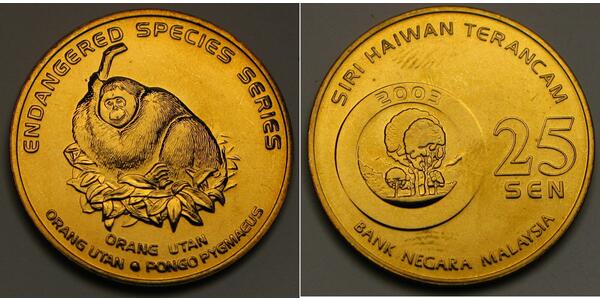 ENDANGERED SPECIES SERIES
ORANG UTAN
ORANG UTAN PONGO PYGMAEUS
SIRI HAIWAN TERANCAM
2003
25
SEN
BANK NEGARA MALAYSIA